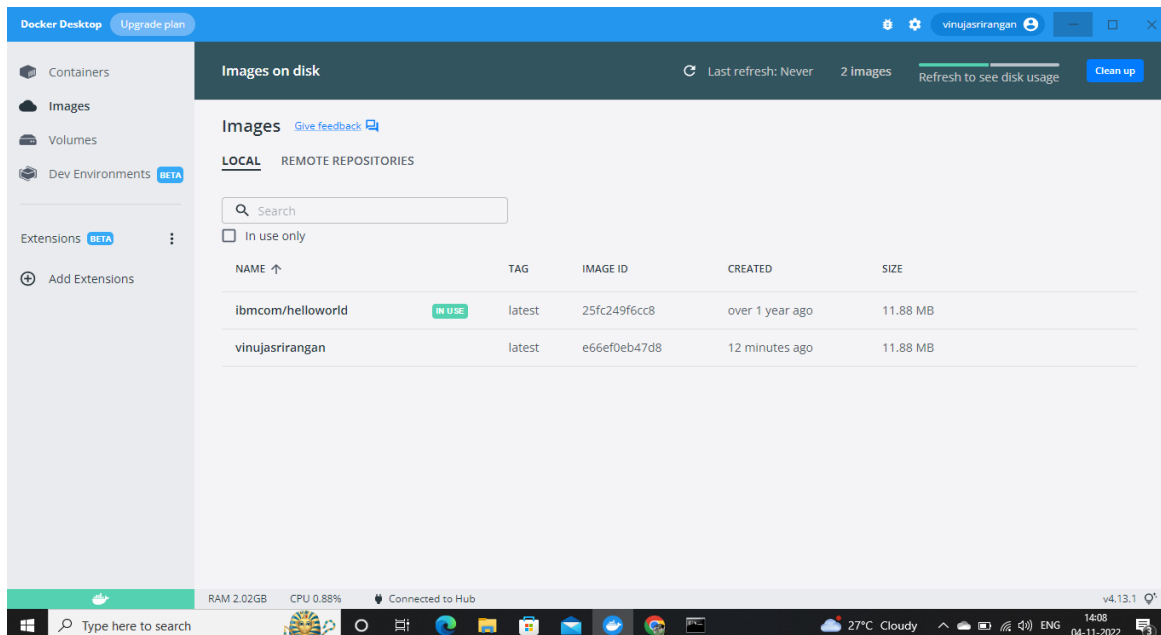 Docker Desktop Upgrade plan vinujasrirangan
Containers
Images
Volumes
Dev Environments BETA
Extensions BETA
Add Extensions
Images on disk Last refresh: Never 2 images Refresh to see disk usage Clean up
Images Give feedback
LOCAL REMOTE REPOSITORIES
Search
In use only
NAME TAG IMAGE ID CREATED SIZE
ibmcom/helloworld IN USE latest 25fc249f6cc8 over 1 year ago 11.88 MB
vinujasrirangan latest e66ef0eb47d8 12 minutes ago 11.88 MB
RAM 2.02GB CPU 0.88% Connected to Hub v4.13.1
Type here to search 27°C Cloudy ENG 14:08
04-11-2022 3